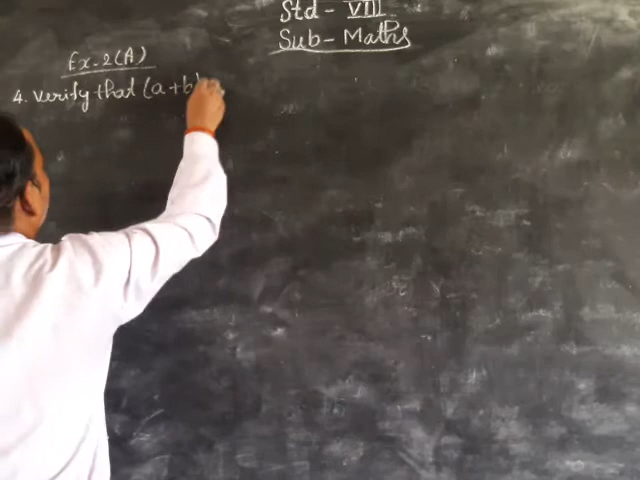 Std - VIII
Sub - Maths
Ex-2(A)
4. Verify that (a+b)